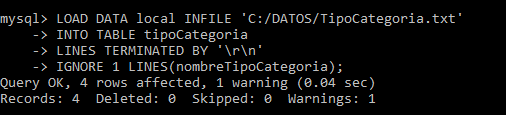 mysql> LOAD DATA local INFILE 'C:/DATOS/TipoCategoria.txt'
    -> INTO TABLE tipoCategoria
    -> LINES TERMINATED BY '\r\n'
    -> IGNORE 1 LINES(nombreTipoCategoria);
Query OK, 4 rows affected, 1 warning (0.04 sec)
Records: 4  Deleted: 0  Skipped: 0  Warnings: 1